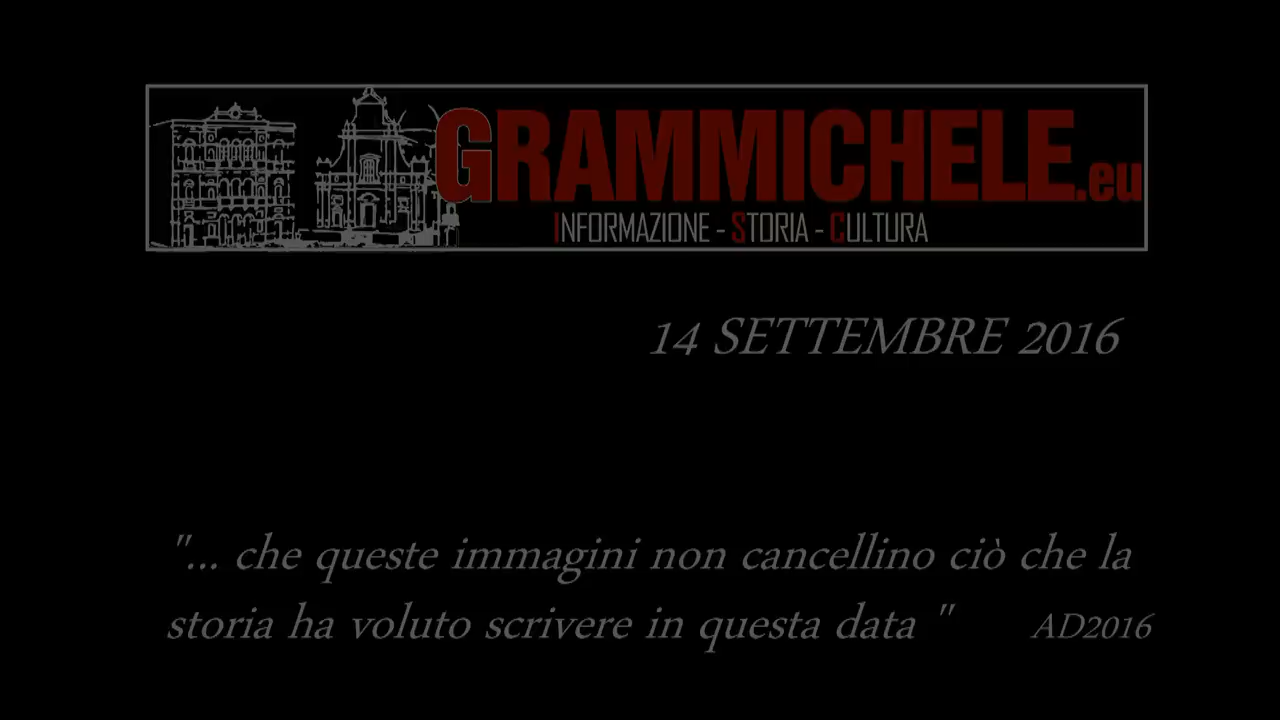 GRAMMICHELE.eu
INFORMAZIONE - STORIA - CULTURA
14 SETTEMBRE 2016
"... che queste immagini non cancellino ciò che la
storia ha voluto scrivere in questa data " AD2016